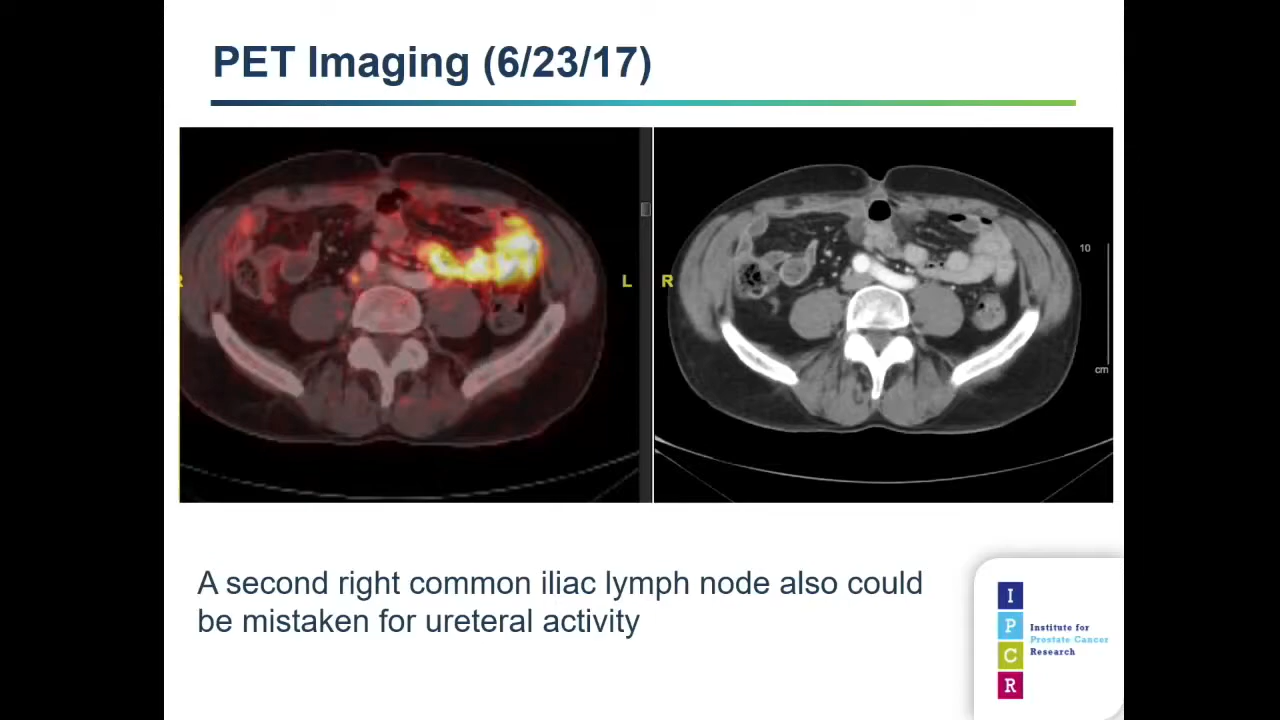 PET Imaging (6/23/17)
R
L
R
10
cm
A second right common iliac lymph node also could
be mistaken for ureteral activity
I
P
C
R
Institute for
Prostate Cancer
Research